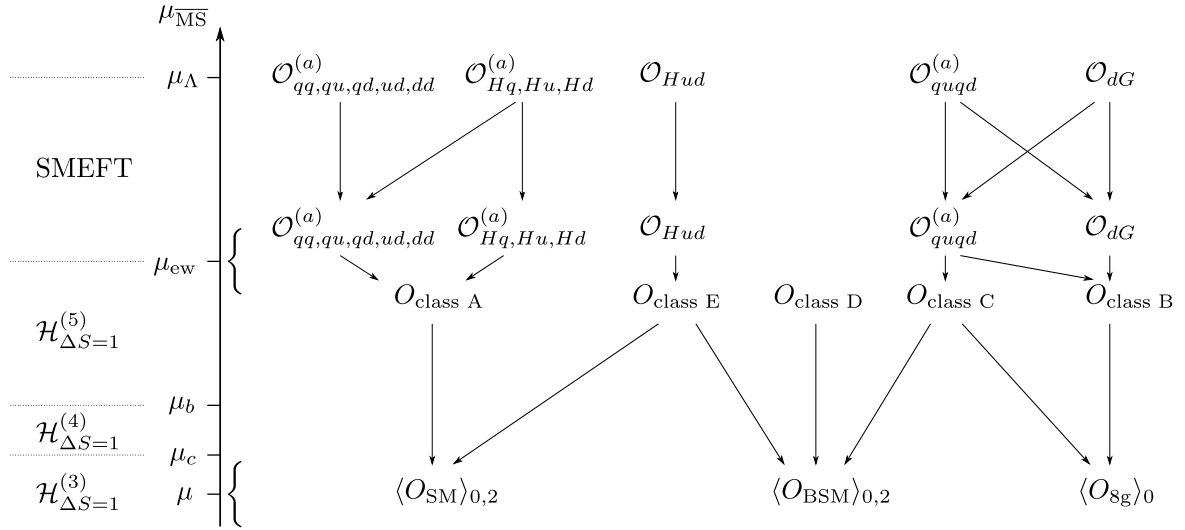 μ_{\overline{MS}}
μ_Λ 𝒪^{(a)}_{qq,qu,qd,ud,dd} 𝒪^{(a)}_{Hq,Hu,Hd} 𝒪_{Hud} 𝒪^{(a)}_{quqd} 𝒪_{dG}
SMEFT
𝒪^{(a)}_{qq,qu,qd,ud,dd} 𝒪^{(a)}_{Hq,Hu,Hd} 𝒪_{Hud} 𝒪^{(a)}_{quqd} 𝒪_{dG}
μ_{ew} {
O_{class A} O_{class E} O_{class D} O_{class C} O_{class B}
ℋ^{(5)}_{ΔS=1}
μ_b
ℋ^{(4)}_{ΔS=1}
μ_c
ℋ^{(3)}_{ΔS=1} μ { ⟨O_{SM}⟩_{0,2} ⟨O_{BSM}⟩_{0,2} ⟨O_{8g}⟩_0